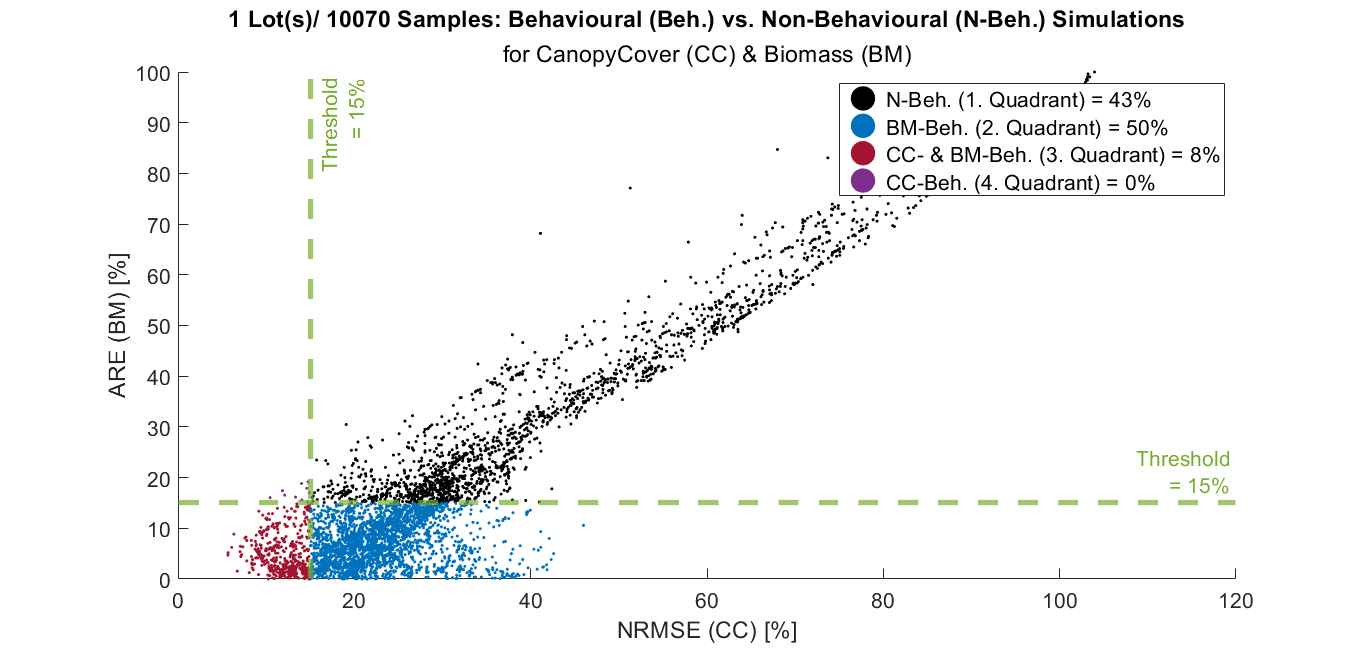 1 Lot(s)/ 10070 Samples: Behavioural (Beh.) vs. Non-Behavioural (N-Beh.) Simulations
for CanopyCover (CC) & Biomass (BM)
100
90
80
70
60
50
40
30
20
10
0
ARE (BM) [%]
Threshold
= 15%
N-Beh. (1. Quadrant) = 43%
BM-Beh. (2. Quadrant) = 50%
CC- & BM-Beh. (3. Quadrant) = 8%
CC-Beh. (4. Quadrant) = 0%
Threshold
= 15%
0
20
40
60
80
100
120
NRMSE (CC) [%]